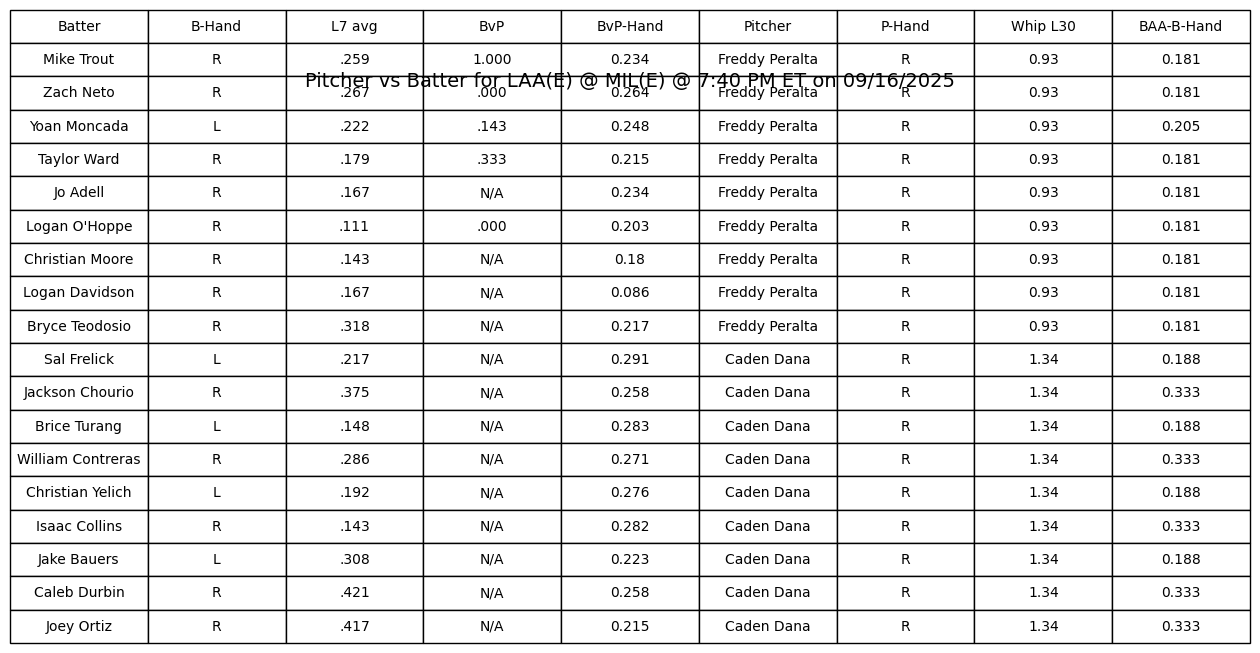 Batter B-Hand L7 avg BvP BvP-Hand Pitcher P-Hand Whip L30 BAA-B-Hand
Mike Trout R .259 1.000 0.234 Freddy Peralta R 0.93 0.181
Pitcher vs Batter for LAA(E) @ MIL(E) @ 7:40 PM ET on 09/16/2025
Zach Neto R .267 .000 0.264 Freddy Peralta R 0.93 0.181
Yoan Moncada L .222 .143 0.248 Freddy Peralta R 0.93 0.205
Taylor Ward R .179 .333 0.215 Freddy Peralta R 0.93 0.181
Jo Adell R .167 N/A 0.234 Freddy Peralta R 0.93 0.181
Logan O'Hoppe R .111 .000 0.203 Freddy Peralta R 0.93 0.181
Christian Moore R .143 N/A 0.18 Freddy Peralta R 0.93 0.181
Logan Davidson R .167 N/A 0.086 Freddy Peralta R 0.93 0.181
Bryce Teodosio R .318 N/A 0.217 Freddy Peralta R 0.93 0.181
Sal Frelick L .217 N/A 0.291 Caden Dana R 1.34 0.188
Jackson Chourio R .375 N/A 0.258 Caden Dana R 1.34 0.333
Brice Turang L .148 N/A 0.283 Caden Dana R 1.34 0.188
William Contreras R .286 N/A 0.271 Caden Dana R 1.34 0.333
Christian Yelich L .192 N/A 0.276 Caden Dana R 1.34 0.188
Isaac Collins R .143 N/A 0.282 Caden Dana R 1.34 0.333
Jake Bauers L .308 N/A 0.223 Caden Dana R 1.34 0.188
Caleb Durbin R .421 N/A 0.258 Caden Dana R 1.34 0.333
Joey Ortiz R .417 N/A 0.215 Caden Dana R 1.34 0.333